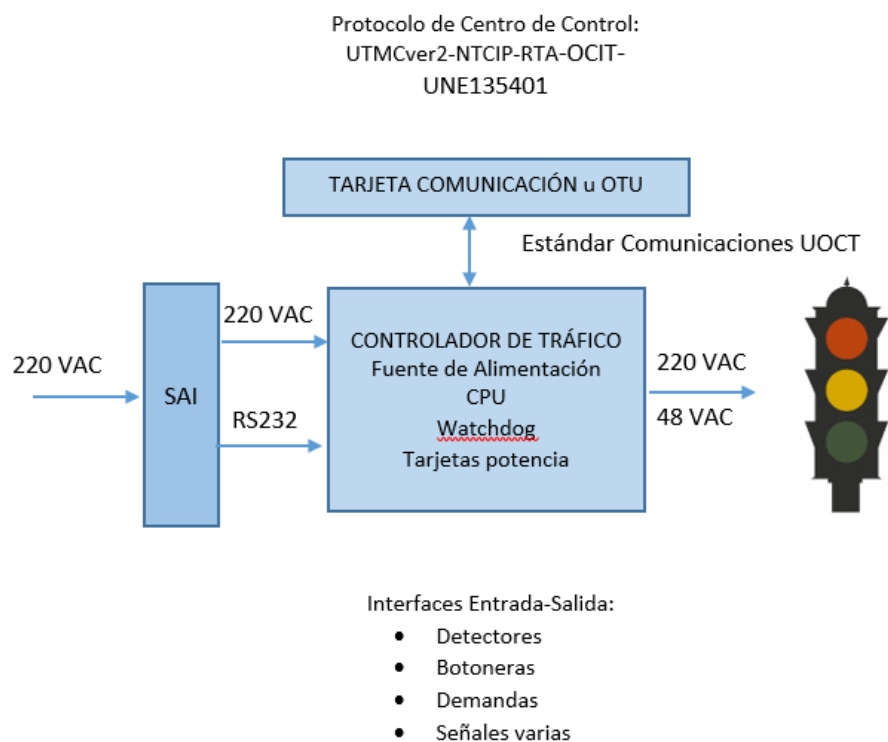 Protocolo de Centro de Control:
UTMCver2-NTCIP-RTA-OCIT-
UNE135401
TARJETA COMUNICACIÓN u OTU
Estándar Comunicaciones UOCT
220 VAC
SAI
220 VAC
RS232
CONTROLADOR DE TRÁFICO
Fuente de Alimentación
CPU
Watchdog
Tarjetas potencia
220 VAC
48 VAC
Interfaces Entrada-Salida:
• Detectores
• Botoneras
• Demandas
• Señales varias